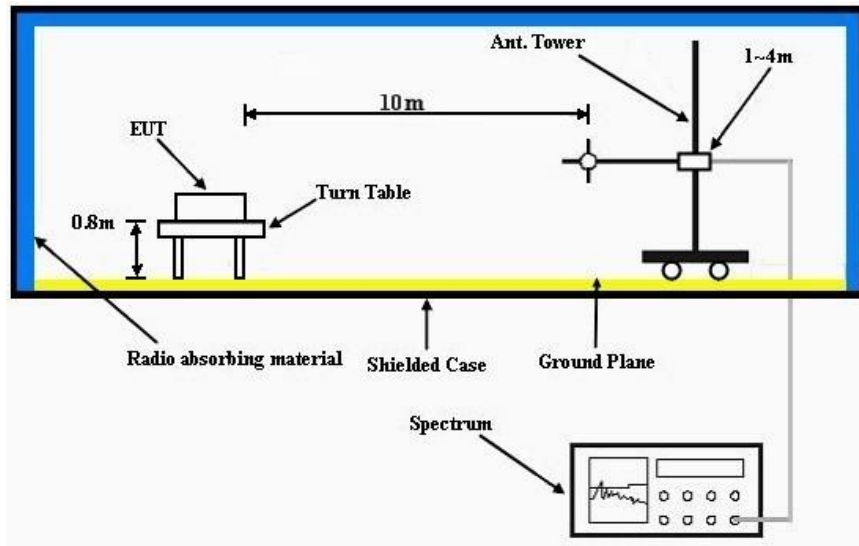 Ant. Tower
1~4m
10m
EUT
Turn Table
0.8m
Radio absorbing material
Shielded Case
Ground Plane
Spectrum